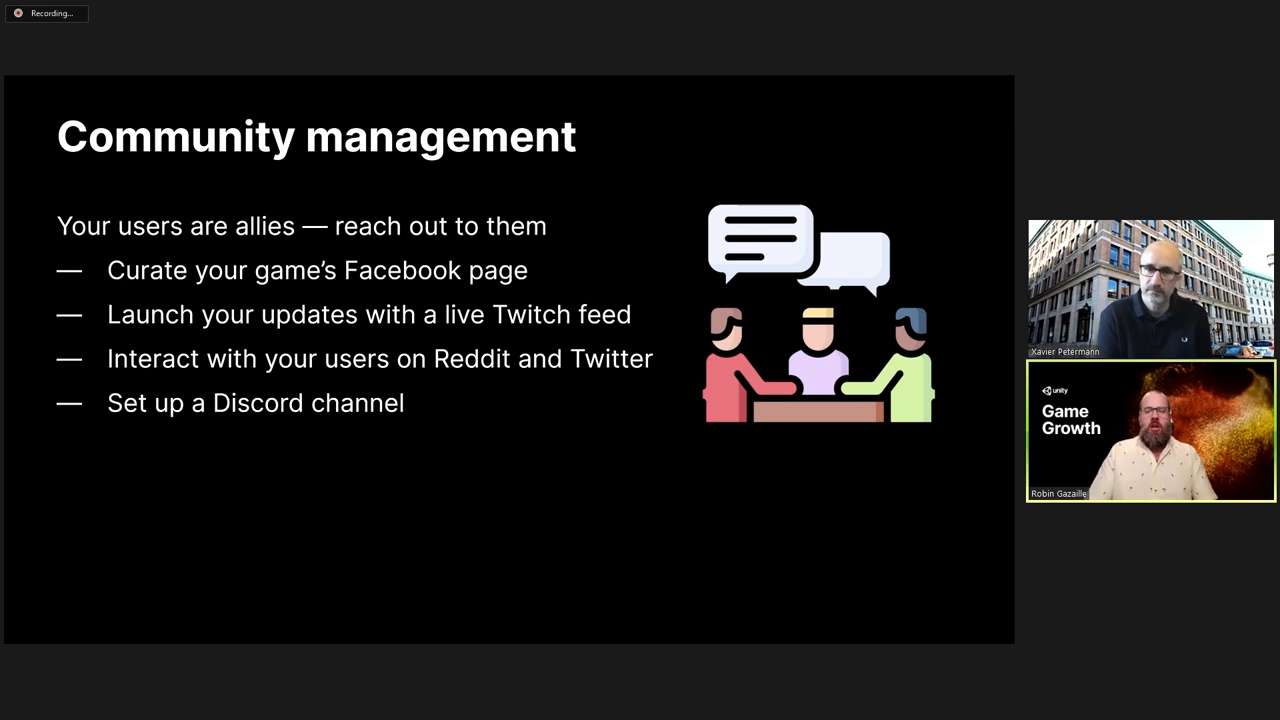 Recording...
Community management
Your users are allies — reach out to them
— Curate your game’s Facebook page
— Launch your updates with a live Twitch feed
— Interact with your users on Reddit and Twitter
— Set up a Discord channel
Xavier Petermann
unity
Game
Growth
Robin Gazaille